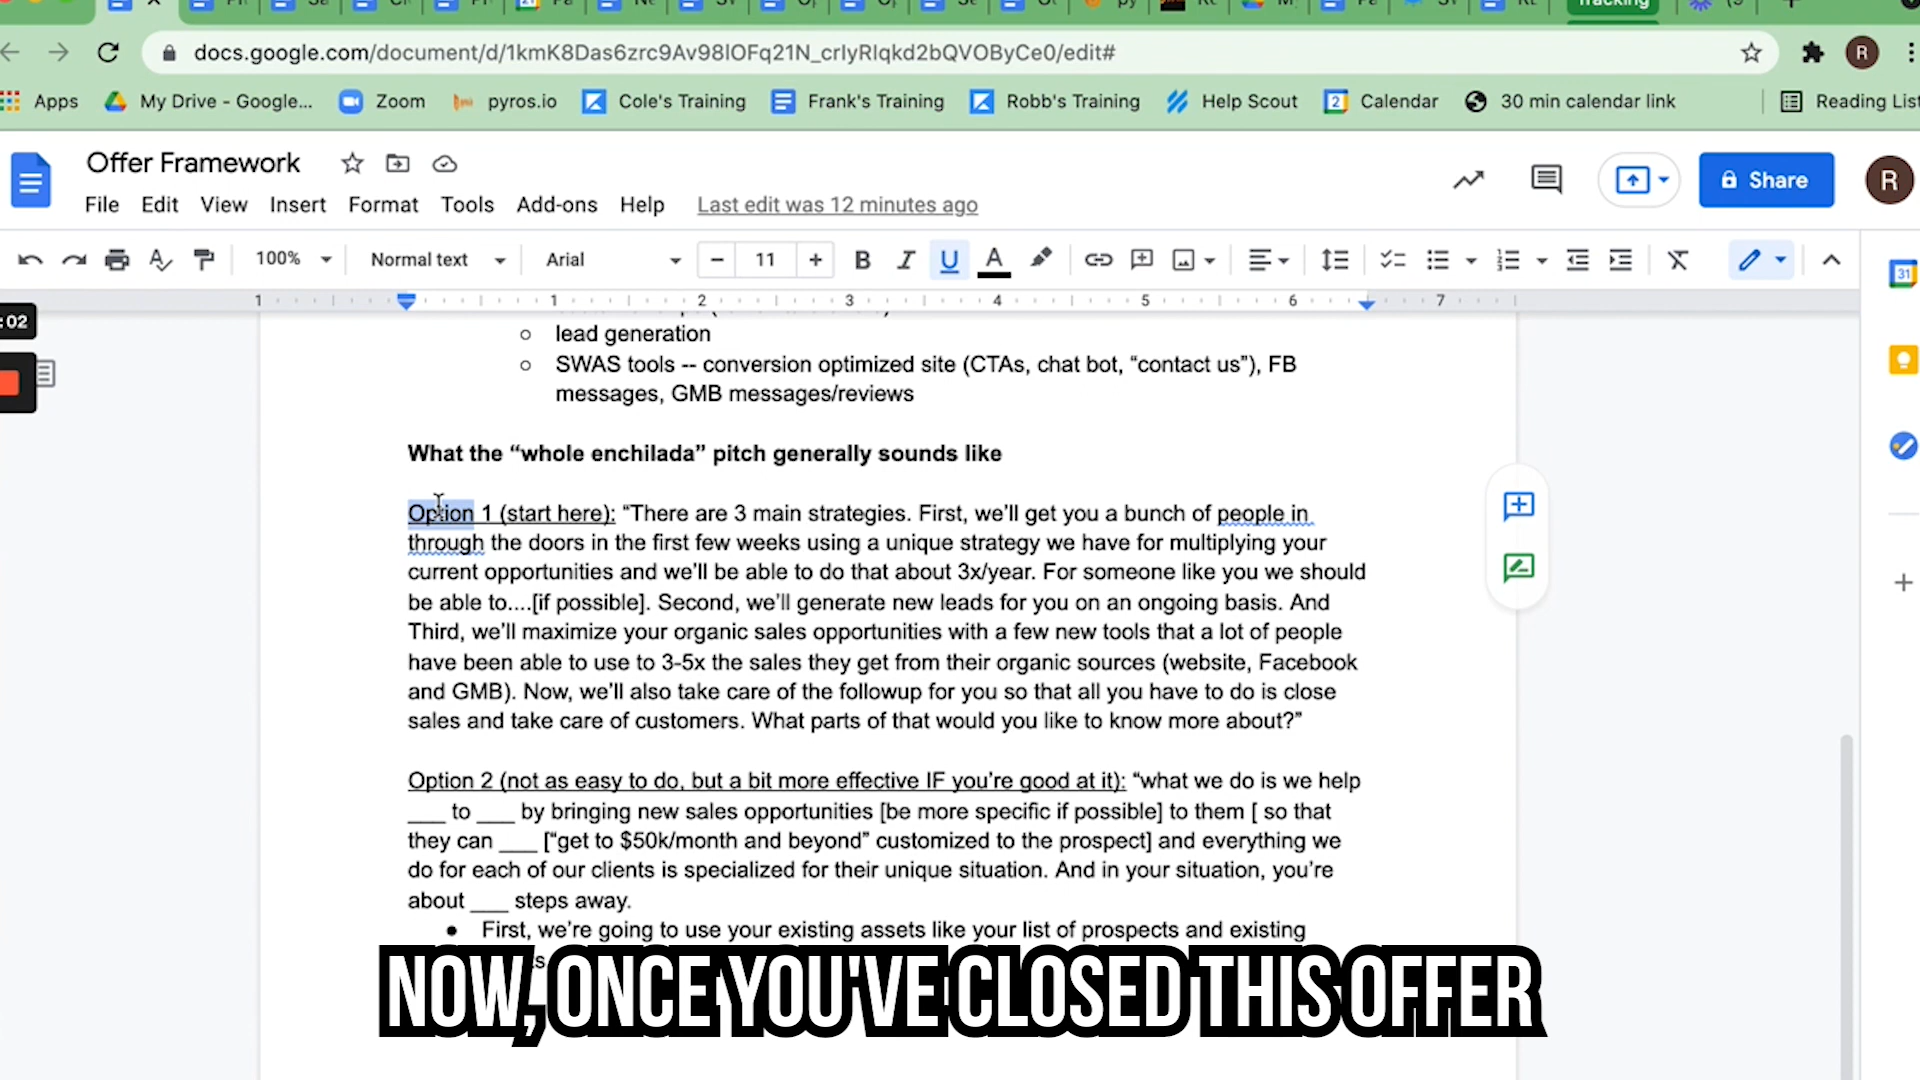 Tracking
docs.google.com/document/d/1kmK8Das6zrc9Av98lOFq21N_crIyRlqkd2bQVOByCe0/edit#
R
Apps
My Drive - Google...
Zoom
pyros.io
Cole's Training
Frank's Training
Robb's Training
Help Scout
2
Calendar
30 min calendar link
Reading List
Offer Framework
Share
R
File Edit View Insert Format Tools Add-ons Help Last edit was 12 minutes ago
100% Normal text Arial − 11 + B I U A
31
1 1 2 3 4 5 6 7
:02
lead generation
SWAS tools -- conversion optimized site (CTAs, chat bot, “contact us”), FB
messages, GMB messages/reviews
What the “whole enchilada” pitch generally sounds like
Option 1 (start here): “There are 3 main strategies. First, we’ll get you a bunch of people in
through the doors in the first few weeks using a unique strategy we have for multiplying your
current opportunities and we’ll be able to do that about 3x/year. For someone like you we should
be able to....[if possible]. Second, we’ll generate new leads for you on an ongoing basis. And
Third, we’ll maximize your organic sales opportunities with a few new tools that a lot of people
have been able to use to 3-5x the sales they get from their organic sources (website, Facebook
and GMB). Now, we’ll also take care of the followup for you so that all you have to do is close
sales and take care of customers. What parts of that would you like to know more about?”
Option 2 (not as easy to do, but a bit more effective IF you’re good at it): “what we do is we help
___ to ___ by bringing new sales opportunities [be more specific if possible] to them [ so that
they can ___ [“get to $50k/month and beyond” customized to the prospect] and everything we
do for each of our clients is specialized for their unique situation. And in your situation, you’re
about ___ steps away.
First, we’re going to use your existing assets like your list of prospects and existing
NOW, ONCE YOU'VE CLOSED THIS OFFER